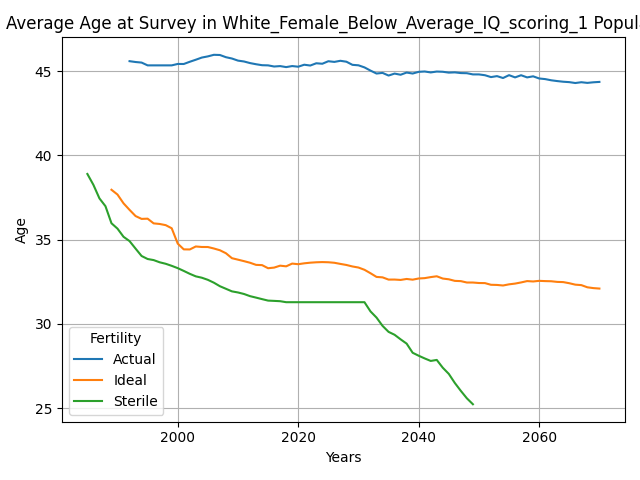 Average Age at Survey in White_Female_Below_Average_IQ_scoring_1 Popul
Age
45
40
35
30
25
Fertility
Actual
Ideal
Sterile
2000 2020 2040 2060
Years